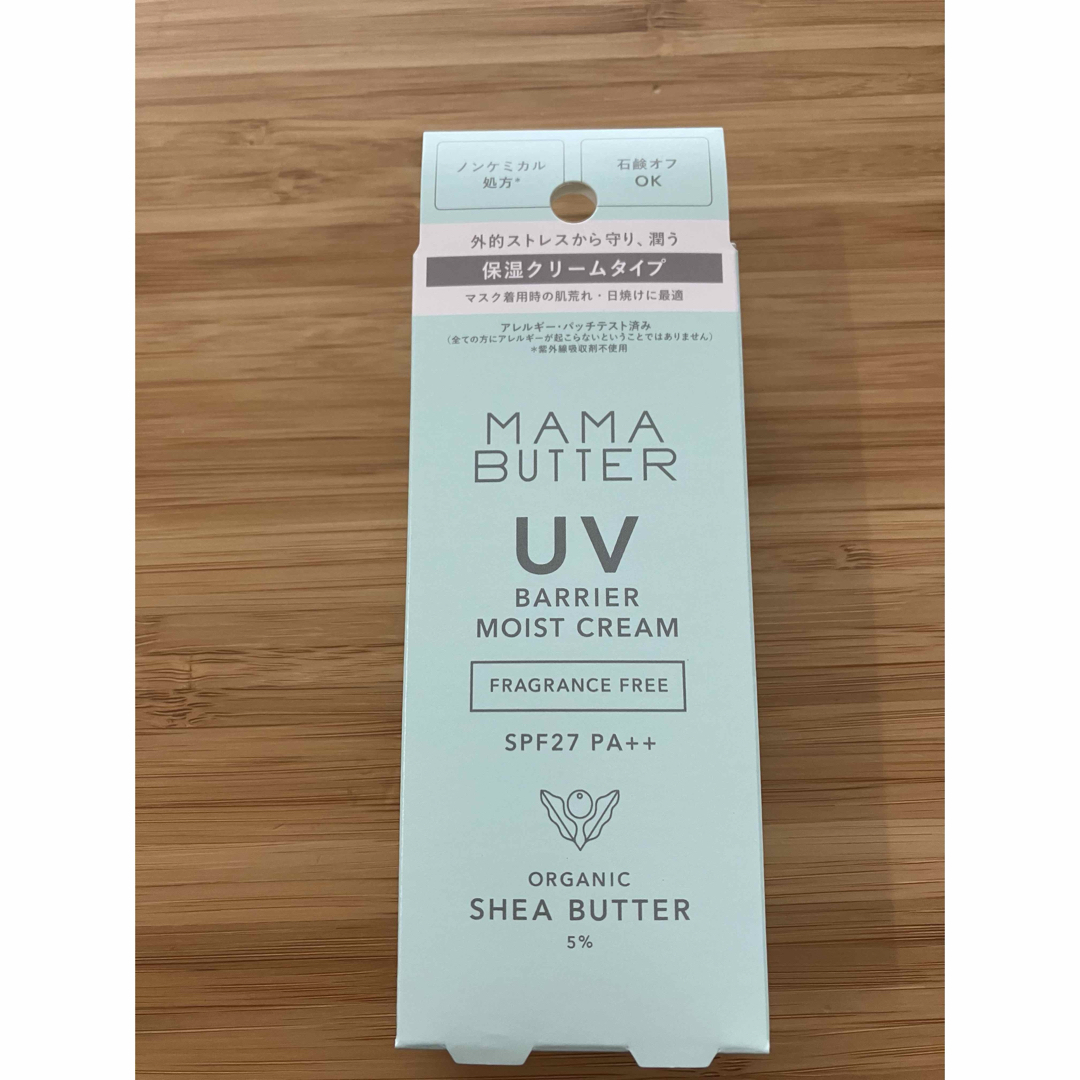 ノンケミカル
処方*
石鹸オフ
OK
外的ストレスから守り、潤う
保湿クリームタイプ
マスク着用時の肌荒れ・日焼けに最適
アレルギー・パッチテスト済み
(全ての方にアレルギーが起こらないということではありません)
*紫外線吸収剤不使用
MAMA
BUTTER
UV
BARRIER
MOIST CREAM
FRAGRANCE FREE
SPF27 PA++
ORGANIC
SHEA BUTTER
5%